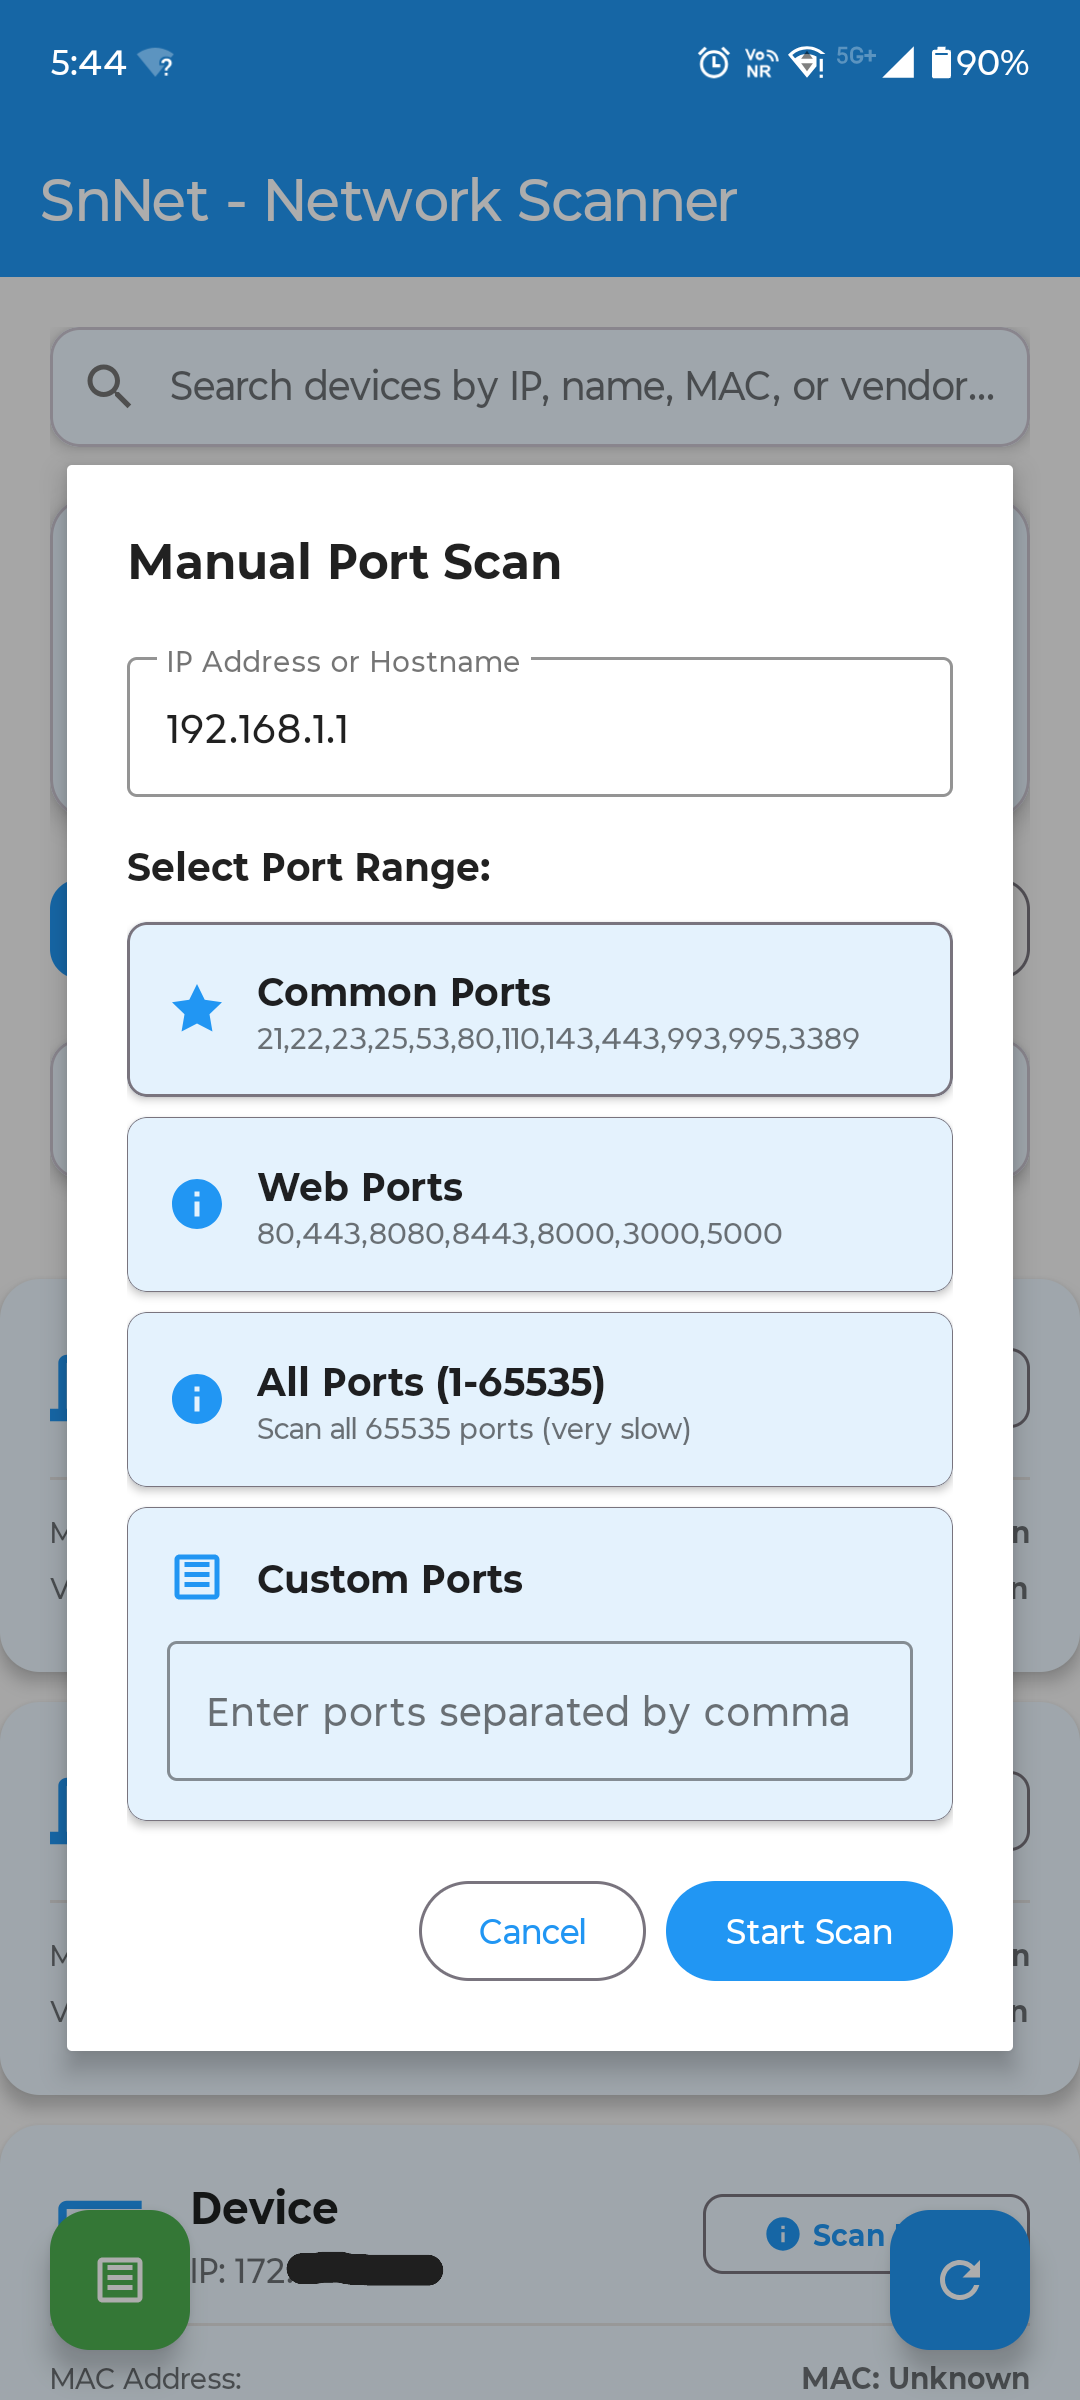 5:44
Vo NR
5G+
90%
SnNet - Network Scanner
Search devices by IP, name, MAC, or vendor...
Manual Port Scan
IP Address or Hostname
192.168.1.1
Select Port Range:
Common Ports
21,22,23,25,53,80,110,143,443,993,995,3389
Web Ports
80,443,8080,8443,8000,3000,5000
All Ports (1-65535)
Scan all 65535 ports (very slow)
Custom Ports
Enter ports separated by comma
Cancel
Start Scan
Device
Scan
IP: 172.
MAC Address:
MAC: Unknown